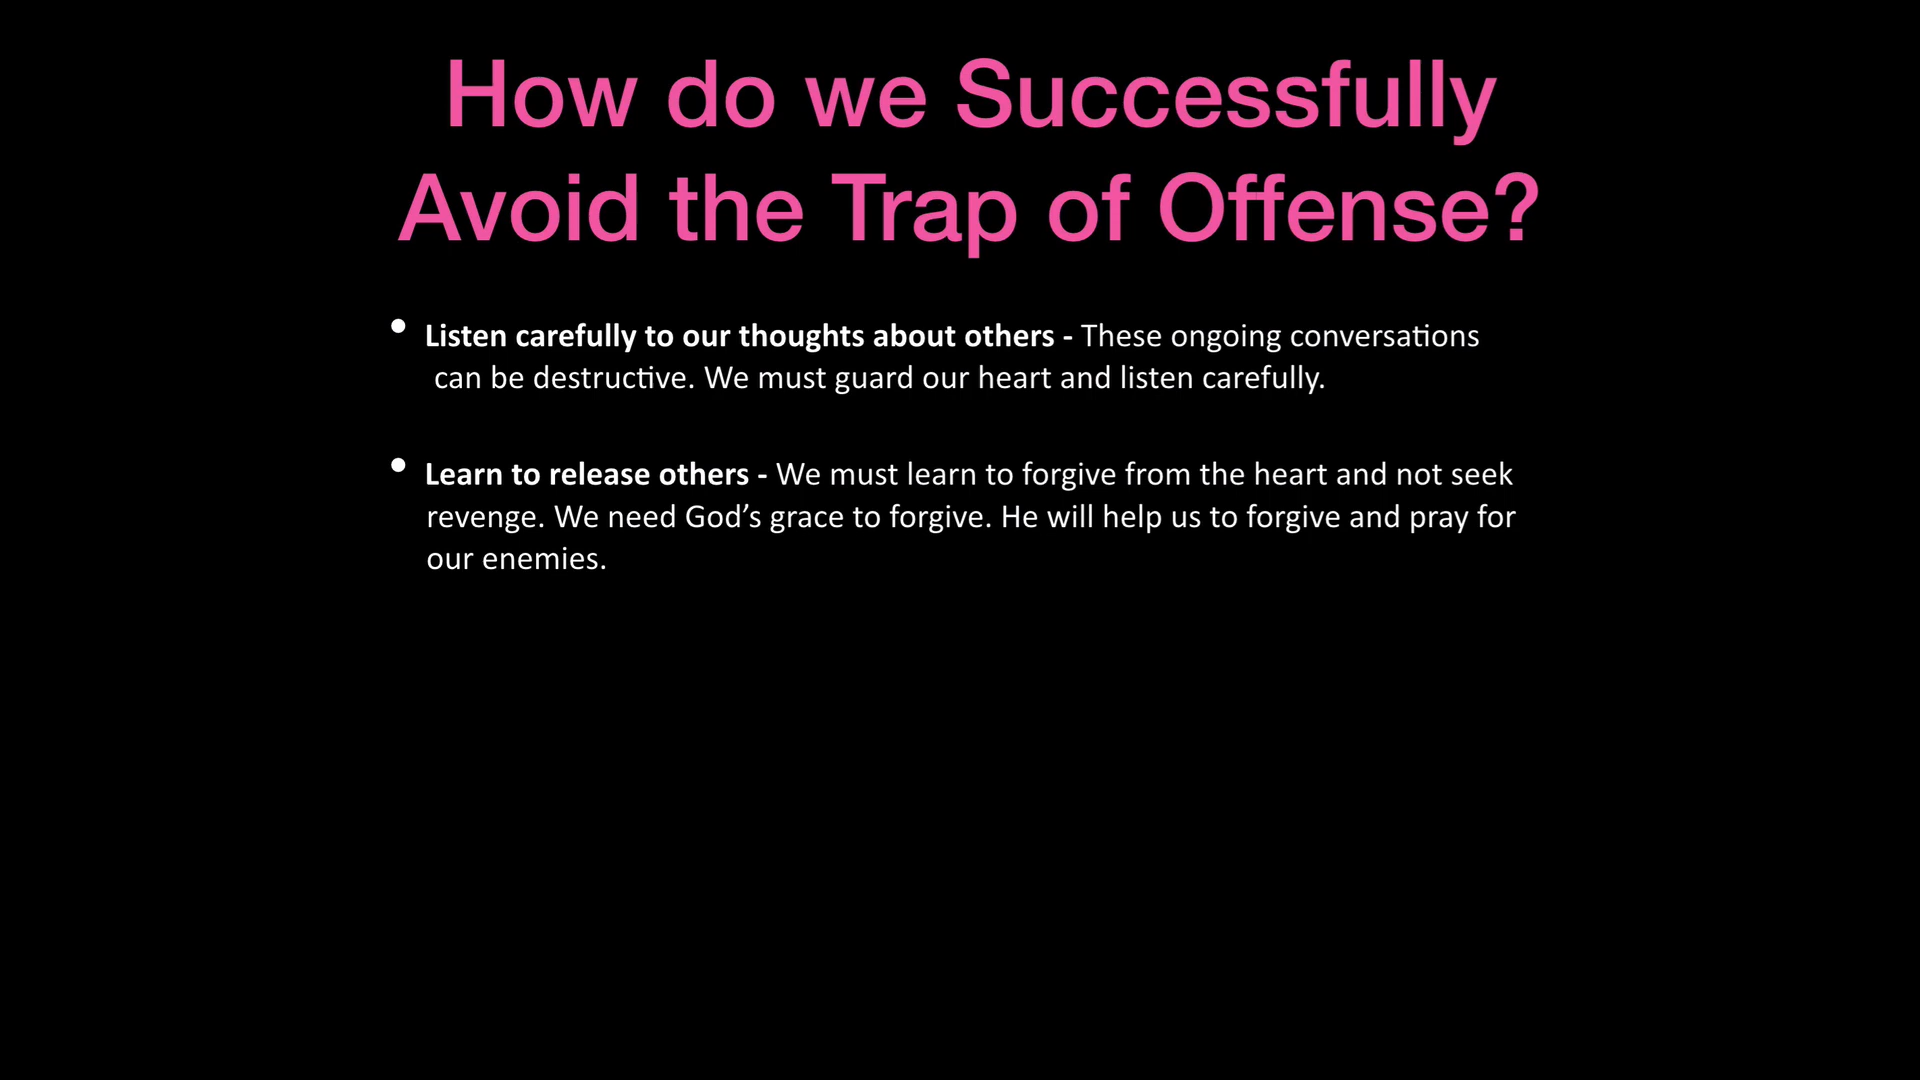 How do we Successfully
Avoid the Trap of Offense?
• Listen carefully to our thoughts about others - These ongoing conversations
can be destructive. We must guard our heart and listen carefully.
• Learn to release others - We must learn to forgive from the heart and not seek
revenge. We need God’s grace to forgive. He will help us to forgive and pray for
our enemies.